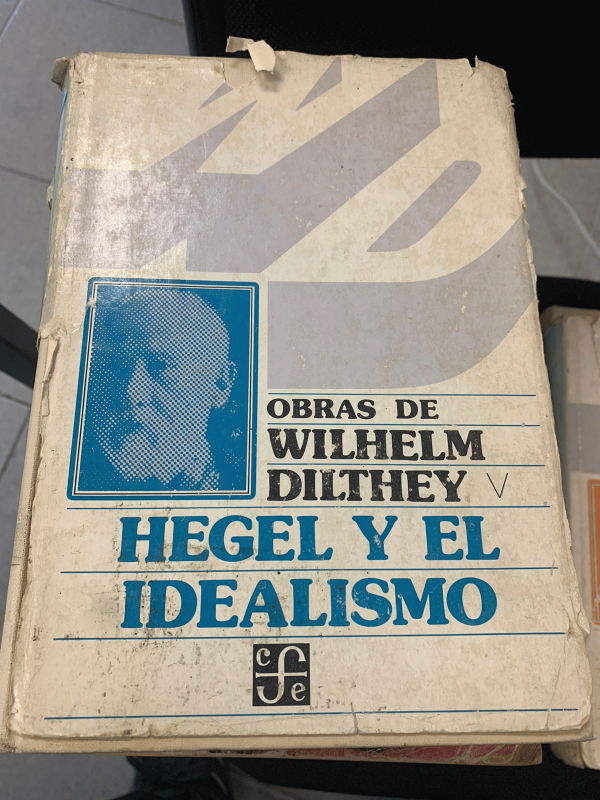 OBRAS DE
WILHELM
DILTHEY V
HEGEL Y EL
IDEALISMO
cfe